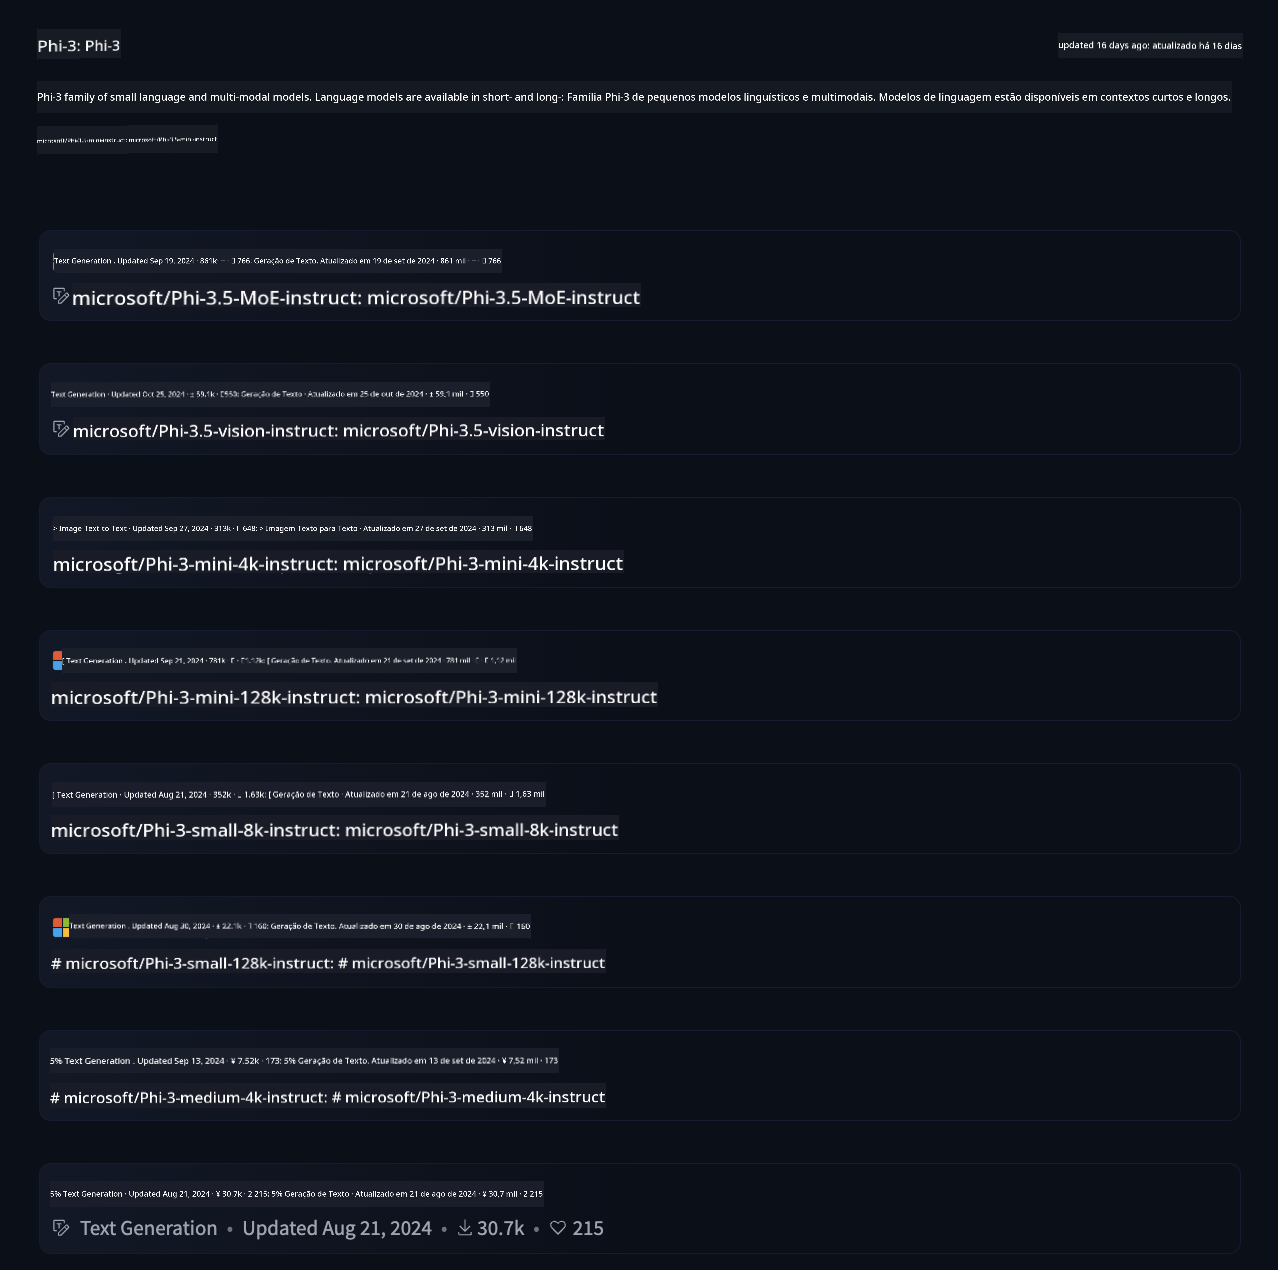 Phi-3: Phi-3
updated 16 days ago: atualizado há 16 dias
Phi-3 family of small language and multi-modal models. Language models are available in short- and long-: Família Phi-3 de pequenos modelos linguísticos e multimodais. Modelos de linguagem estão disponíveis em contextos curtos e longos.
Text Generation . Updated Sep 19, 2024 · 861k · 766: Geração de Texto. Atualizado em 19 de set de 2024 · 861 mil · 766
microsoft/Phi-3.5-MoE-instruct: microsoft/Phi-3.5-MoE-instruct
Text Generation · Updated Oct 25, 2024 · ± 59.1k · 550: Geração de Texto · Atualizado em 25 de out de 2024 · ± 59,1 mil · 550
microsoft/Phi-3.5-vision-instruct: microsoft/Phi-3.5-vision-instruct
> Image Text to Text · Updated Sep 27, 2024 · 313k · 648: > Imagem Texto para Texto · Atualizado em 27 de set de 2024 · 313 mil · 648
microsoft/Phi-3-mini-4k-instruct: microsoft/Phi-3-mini-4k-instruct
[ Text Generation . Updated Sep 21, 2024 · 781k · 1.12k: [ Geração de Texto. Atualizado em 21 de set de 2024 · 781 mil · 1,12 mil
microsoft/Phi-3-mini-128k-instruct: microsoft/Phi-3-mini-128k-instruct
[ Text Generation · Updated Aug 21, 2024 · 352k · 1.63k: [ Geração de Texto · Atualizado em 21 de ago de 2024 · 352 mil · 1,63 mil
microsoft/Phi-3-small-8k-instruct: microsoft/Phi-3-small-8k-instruct
Text Generation . Updated Aug 30, 2024 · ± 22.1k · 160: Geração de Texto. Atualizado em 30 de ago de 2024 · ± 22,1 mil · 160
# microsoft/Phi-3-small-128k-instruct: # microsoft/Phi-3-small-128k-instruct
5% Text Generation . Updated Sep 13, 2024 · ¥ 7.52k · 173: 5% Geração de Texto. Atualizado em 13 de set de 2024 · ¥ 7,52 mil · 173
# microsoft/Phi-3-medium-4k-instruct: # microsoft/Phi-3-medium-4k-instruct
5% Text Generation · Updated Aug 21, 2024 · ¥ 30.7k · 2 215: 5% Geração de Texto · Atualizado em 21 de ago de 2024 · ¥ 30,7 mil · 2 215
Text Generation • Updated Aug 21, 2024 • 30.7k • 215